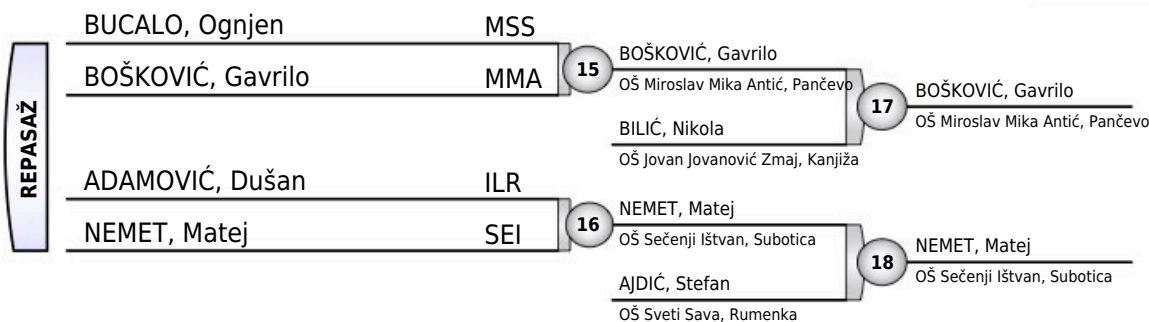 REPASAŽ
BUCALO, Ognjen MSS
BOŠKOVIĆ, Gavrilo MMA
ADAMOVIĆ, Dušan ILR
NEMET, Matej SEI
15
BOŠKOVIĆ, Gavrilo
OŠ Miroslav Mika Antić, Pančevo
BILIĆ, Nikola
OŠ Jovan Jovanović Zmaj, Kanjiža
16
NEMET, Matej
OŠ Sečenji Ištvan, Subotica
AJDIĆ, Stefan
OŠ Sveti Sava, Rumenka
17
BOŠKOVIĆ, Gavrilo
OŠ Miroslav Mika Antić, Pančevo
18
NEMET, Matej
OŠ Sečenji Ištvan, Subotica